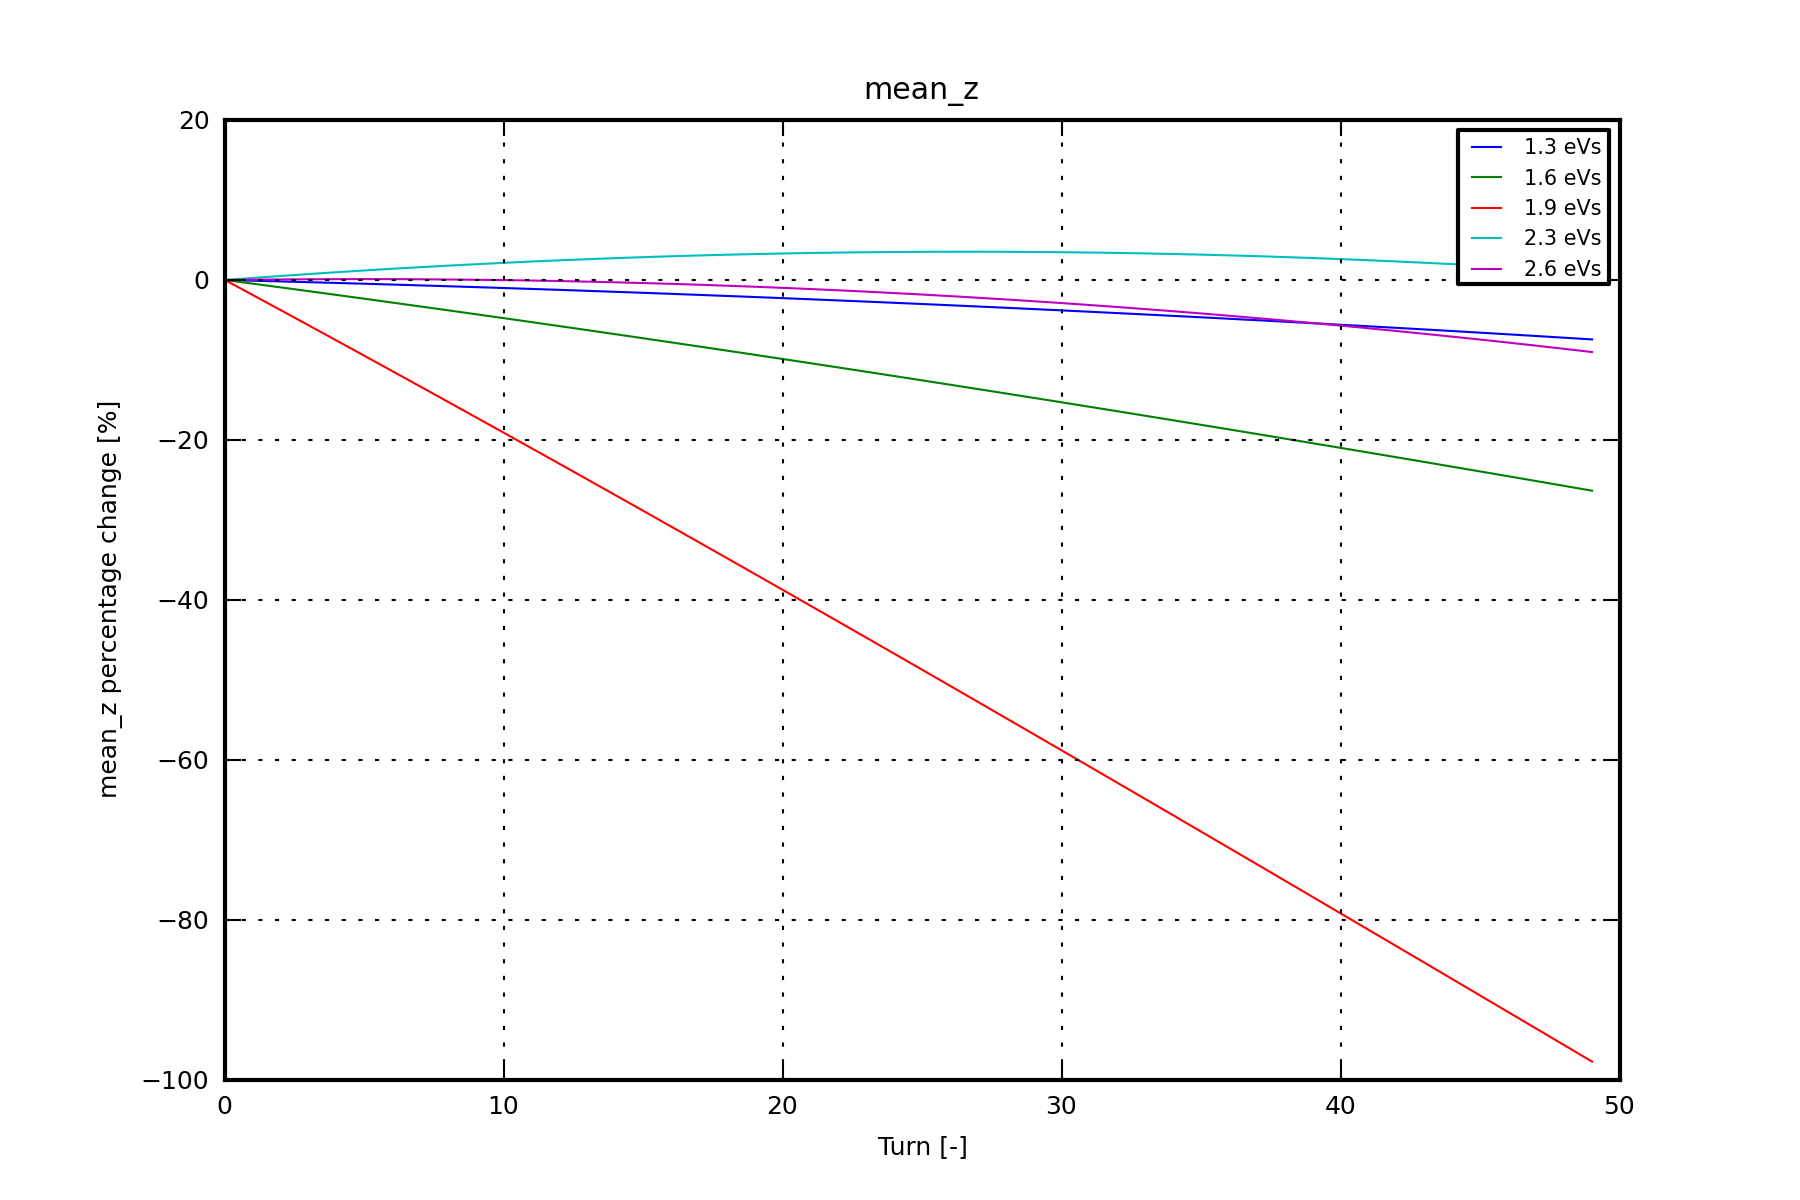 mean_z
20
0
−20
−40
−60
−80
−100
mean_z percentage change [%]
1.3 eVs
1.6 eVs
1.9 eVs
2.3 eVs
2.6 eVs
0 10 20 30 40 50
Turn [-]